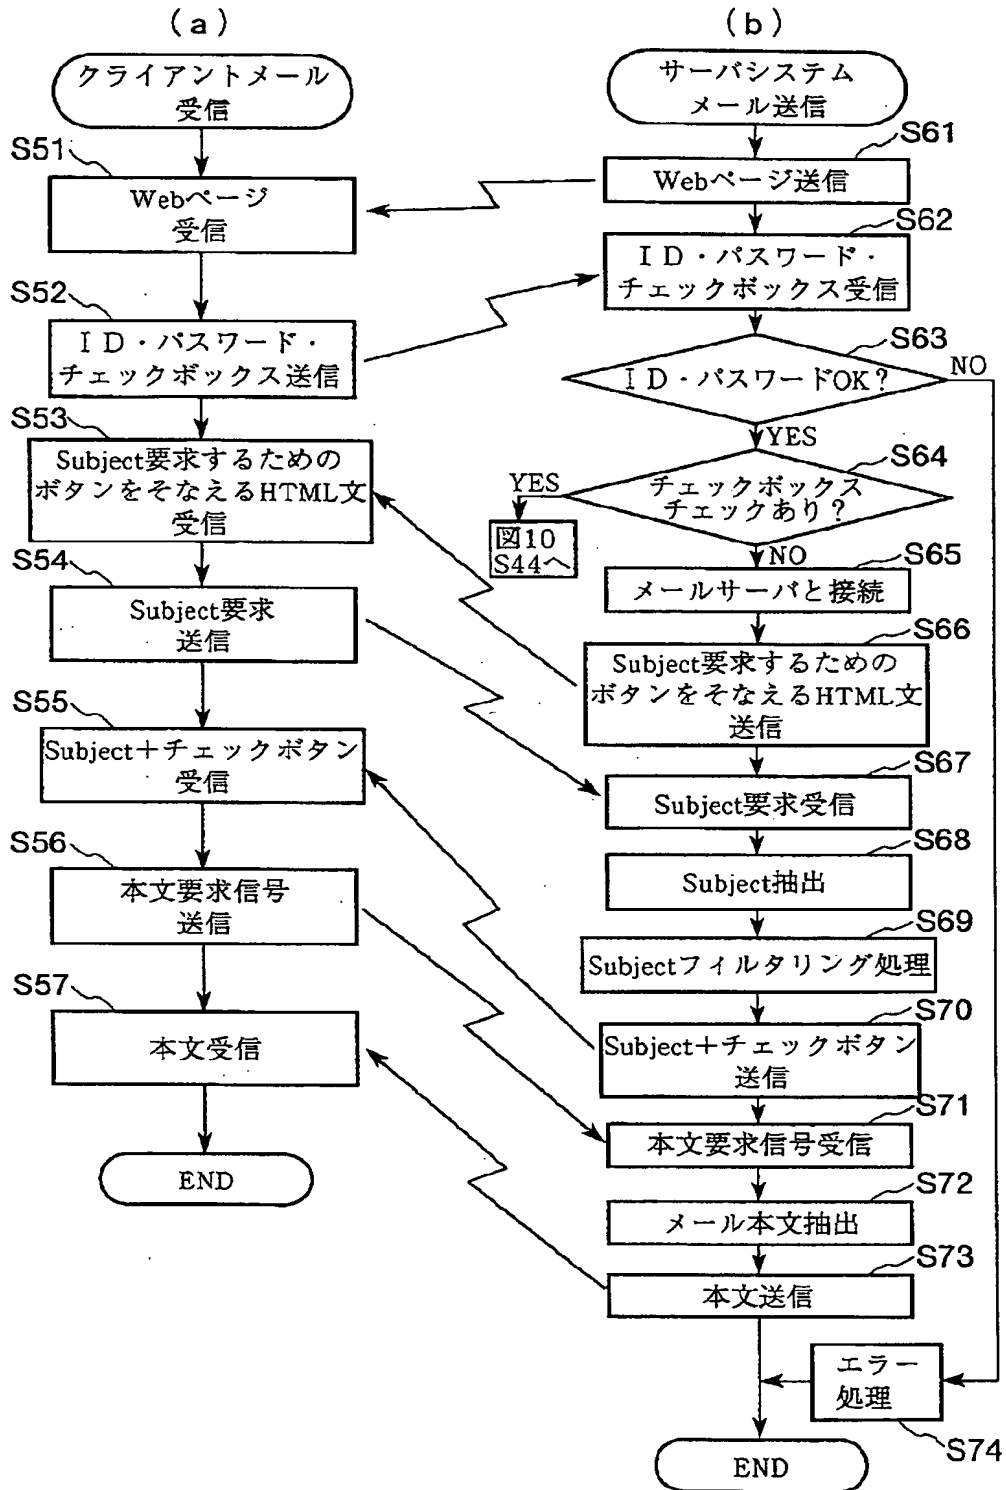 (a)
クライアントメール
受信
S51
Webページ
受信
S52
ＩＤ・パスワード・
チェックボックス送信
S53
Subject要求するための
ボタンをそなえるHTML文
受信
S54
Subject要求
送信
S55
Subject＋チェックボタン
受信
S56
本文要求信号
送信
S57
本文受信
END
(b)
サーバシステム
メール送信
S61
Webページ送信
S62
ＩＤ・パスワード・
チェックボックス受信
S63
ＩＤ・パスワードOK？
NO
YES
S64
チェックボックス
チェックあり？
YES
図10
S44へ
NO
S65
メールサーバと接続
S66
Subject要求するための
ボタンをそなえるHTML文
送信
S67
Subject要求受信
S68
Subject抽出
S69
Subjectフィルタリング処理
S70
Subject＋チェックボタン
送信
S71
本文要求信号受信
S72
メール本文抽出
S73
本文送信
エラー
処理
S74
END